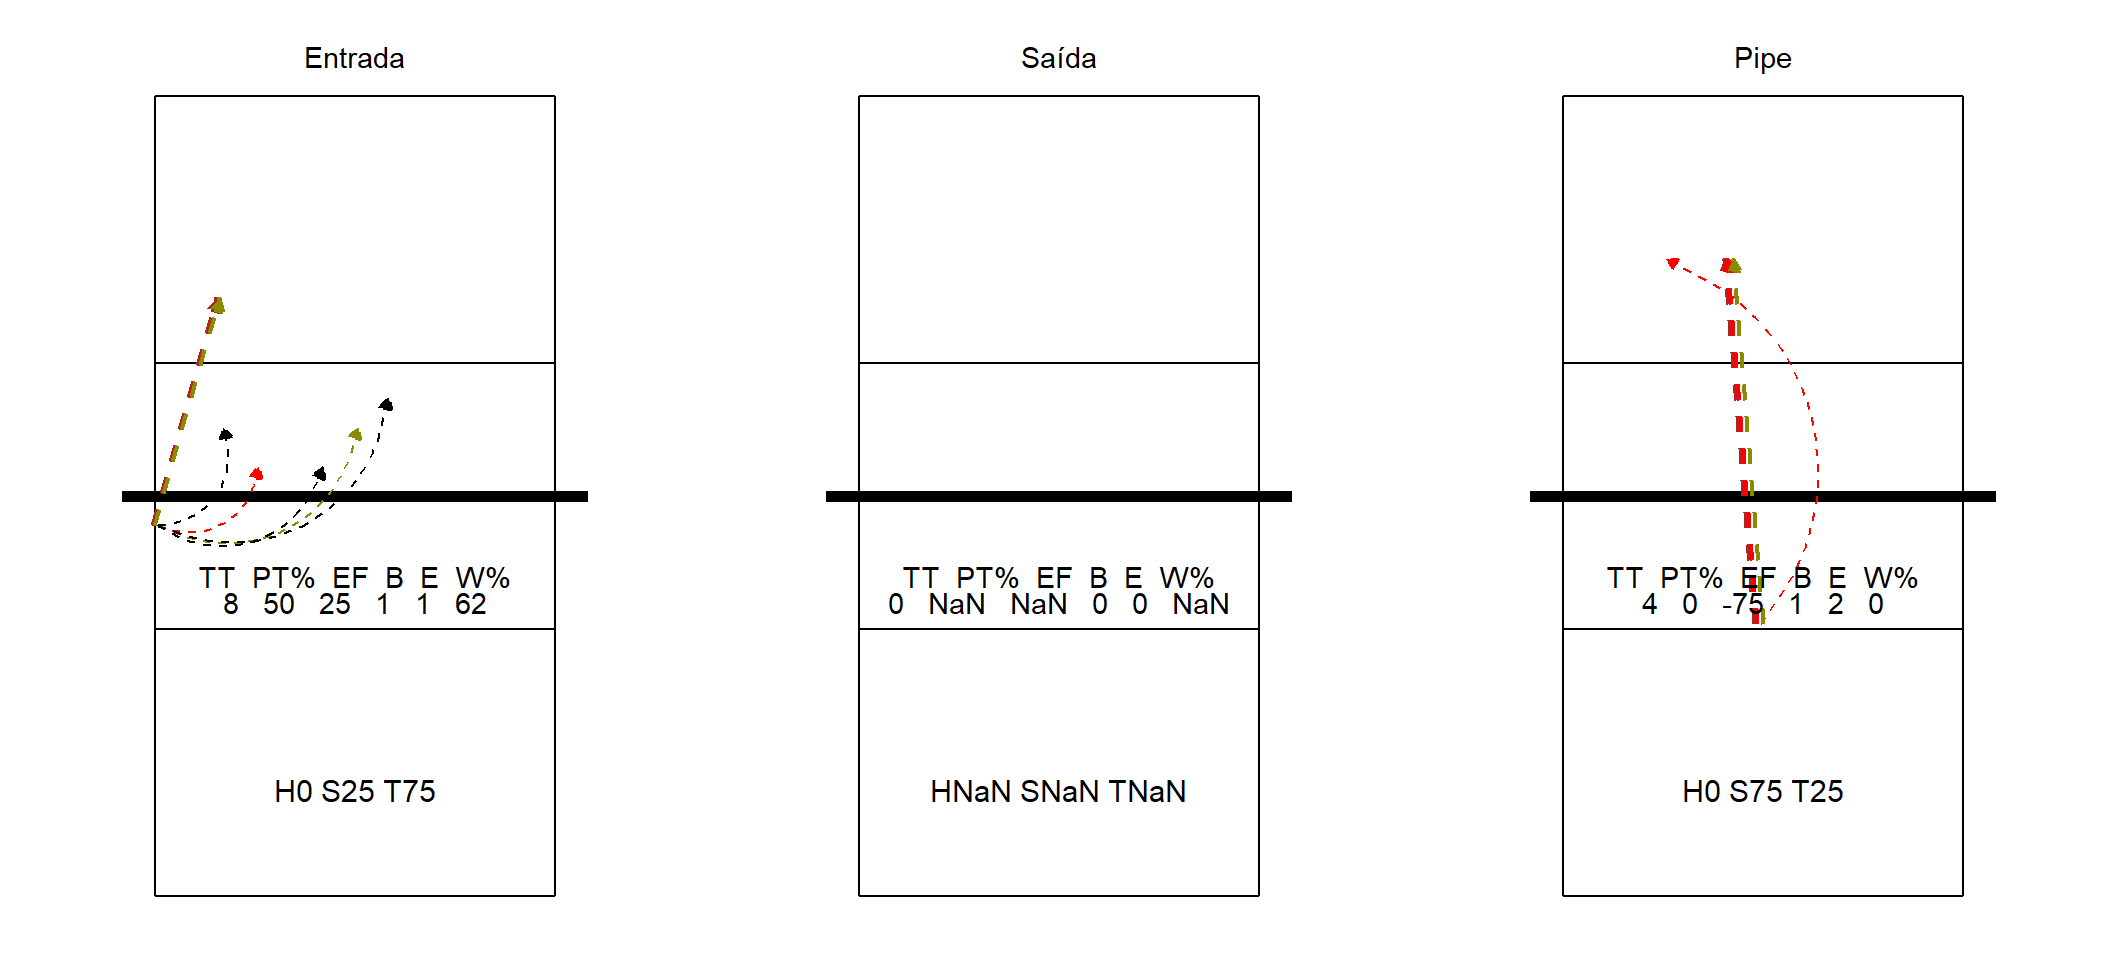 Entrada
TT PT% EF B E W%
8 50 25 1 1 62
H0 S25 T75
Saída
TT PT% EF B E W%
0 NaN NaN 0 0 NaN
HNaN SNaN TNaN
Pipe
TT PT% EF B E W%
4 0 -75 1 2 0
H0 S75 T25